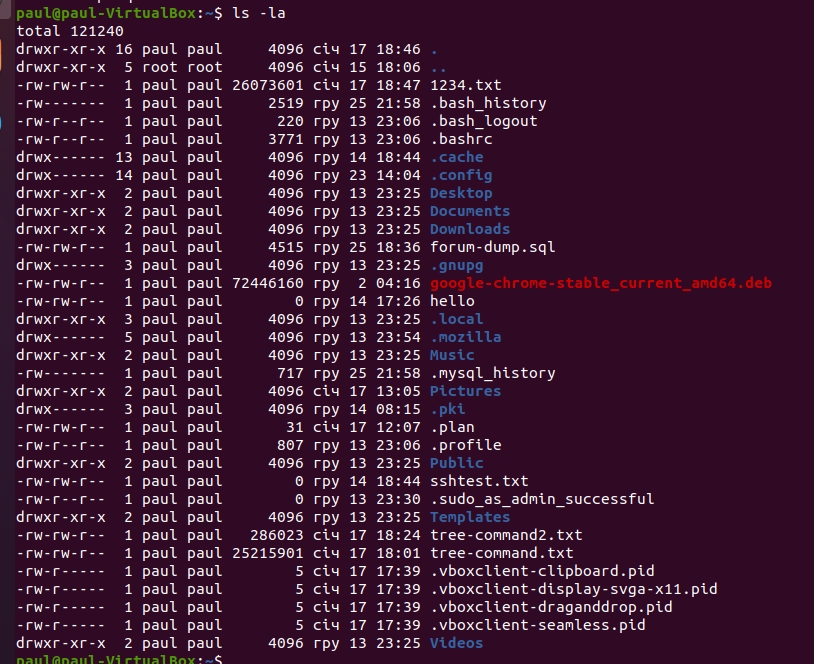 paul@paul-VirtualBox:~$ ls -la
total 121240
drwxr-xr-x 16 paul paul     4096 січ 17 18:46 .
drwxr-xr-x  5 root root     4096 січ 15 18:06 ..
-rw-rw-r--  1 paul paul 26073601 січ 17 18:47 1234.txt
-rw-------  1 paul paul     2519 гру 25 21:58 .bash_history
-rw-r--r--  1 paul paul      220 гру 13 23:06 .bash_logout
-rw-r--r--  1 paul paul     3771 гру 13 23:06 .bashrc
drwx------ 13 paul paul     4096 гру 14 18:44 .cache
drwx------ 14 paul paul     4096 гру 23 14:04 .config
drwxr-xr-x  2 paul paul     4096 гру 13 23:25 Desktop
drwxr-xr-x  2 paul paul     4096 гру 13 23:25 Documents
drwxr-xr-x  2 paul paul     4096 гру 13 23:25 Downloads
-rw-rw-r--  1 paul paul     4515 гру 25 18:36 forum-dump.sql
drwx------  3 paul paul     4096 гру 13 23:25 .gnupg
-rw-rw-r--  1 paul paul 72446160 гру  2 04:16 google-chrome-stable_current_amd64.deb
-rw-rw-r--  1 paul paul        0 гру 14 17:26 hello
drwxr-xr-x  3 paul paul     4096 гру 13 23:25 .local
drwx------  5 paul paul     4096 гру 13 23:54 .mozilla
drwxr-xr-x  2 paul paul     4096 гру 13 23:25 Music
-rw-------  1 paul paul      717 гру 25 21:58 .mysql_history
drwxr-xr-x  2 paul paul     4096 січ 17 13:05 Pictures
drwx------  3 paul paul     4096 гру 14 08:15 .pki
-rw-rw-r--  1 paul paul       31 січ 17 12:07 .plan
-rw-r--r--  1 paul paul      807 гру 13 23:06 .profile
drwxr-xr-x  2 paul paul     4096 гру 13 23:25 Public
-rw-rw-r--  1 paul paul        0 гру 14 18:44 sshtest.txt
-rw-r--r--  1 paul paul        0 гру 13 23:30 .sudo_as_admin_successful
drwxr-xr-x  2 paul paul     4096 гру 13 23:25 Templates
-rw-rw-r--  1 paul paul   286023 січ 17 18:24 tree-command2.txt
-rw-rw-r--  1 paul paul 25215901 січ 17 18:01 tree-command.txt
-rw-r-----  1 paul paul        5 січ 17 17:39 .vboxclient-clipboard.pid
-rw-r-----  1 paul paul        5 січ 17 17:39 .vboxclient-display-svga-x11.pid
-rw-r-----  1 paul paul        5 січ 17 17:39 .vboxclient-draganddrop.pid
-rw-r-----  1 paul paul        5 січ 17 17:39 .vboxclient-seamless.pid
drwxr-xr-x  2 paul paul     4096 гру 13 23:25 Videos
paul@paul-VirtualBox:~$